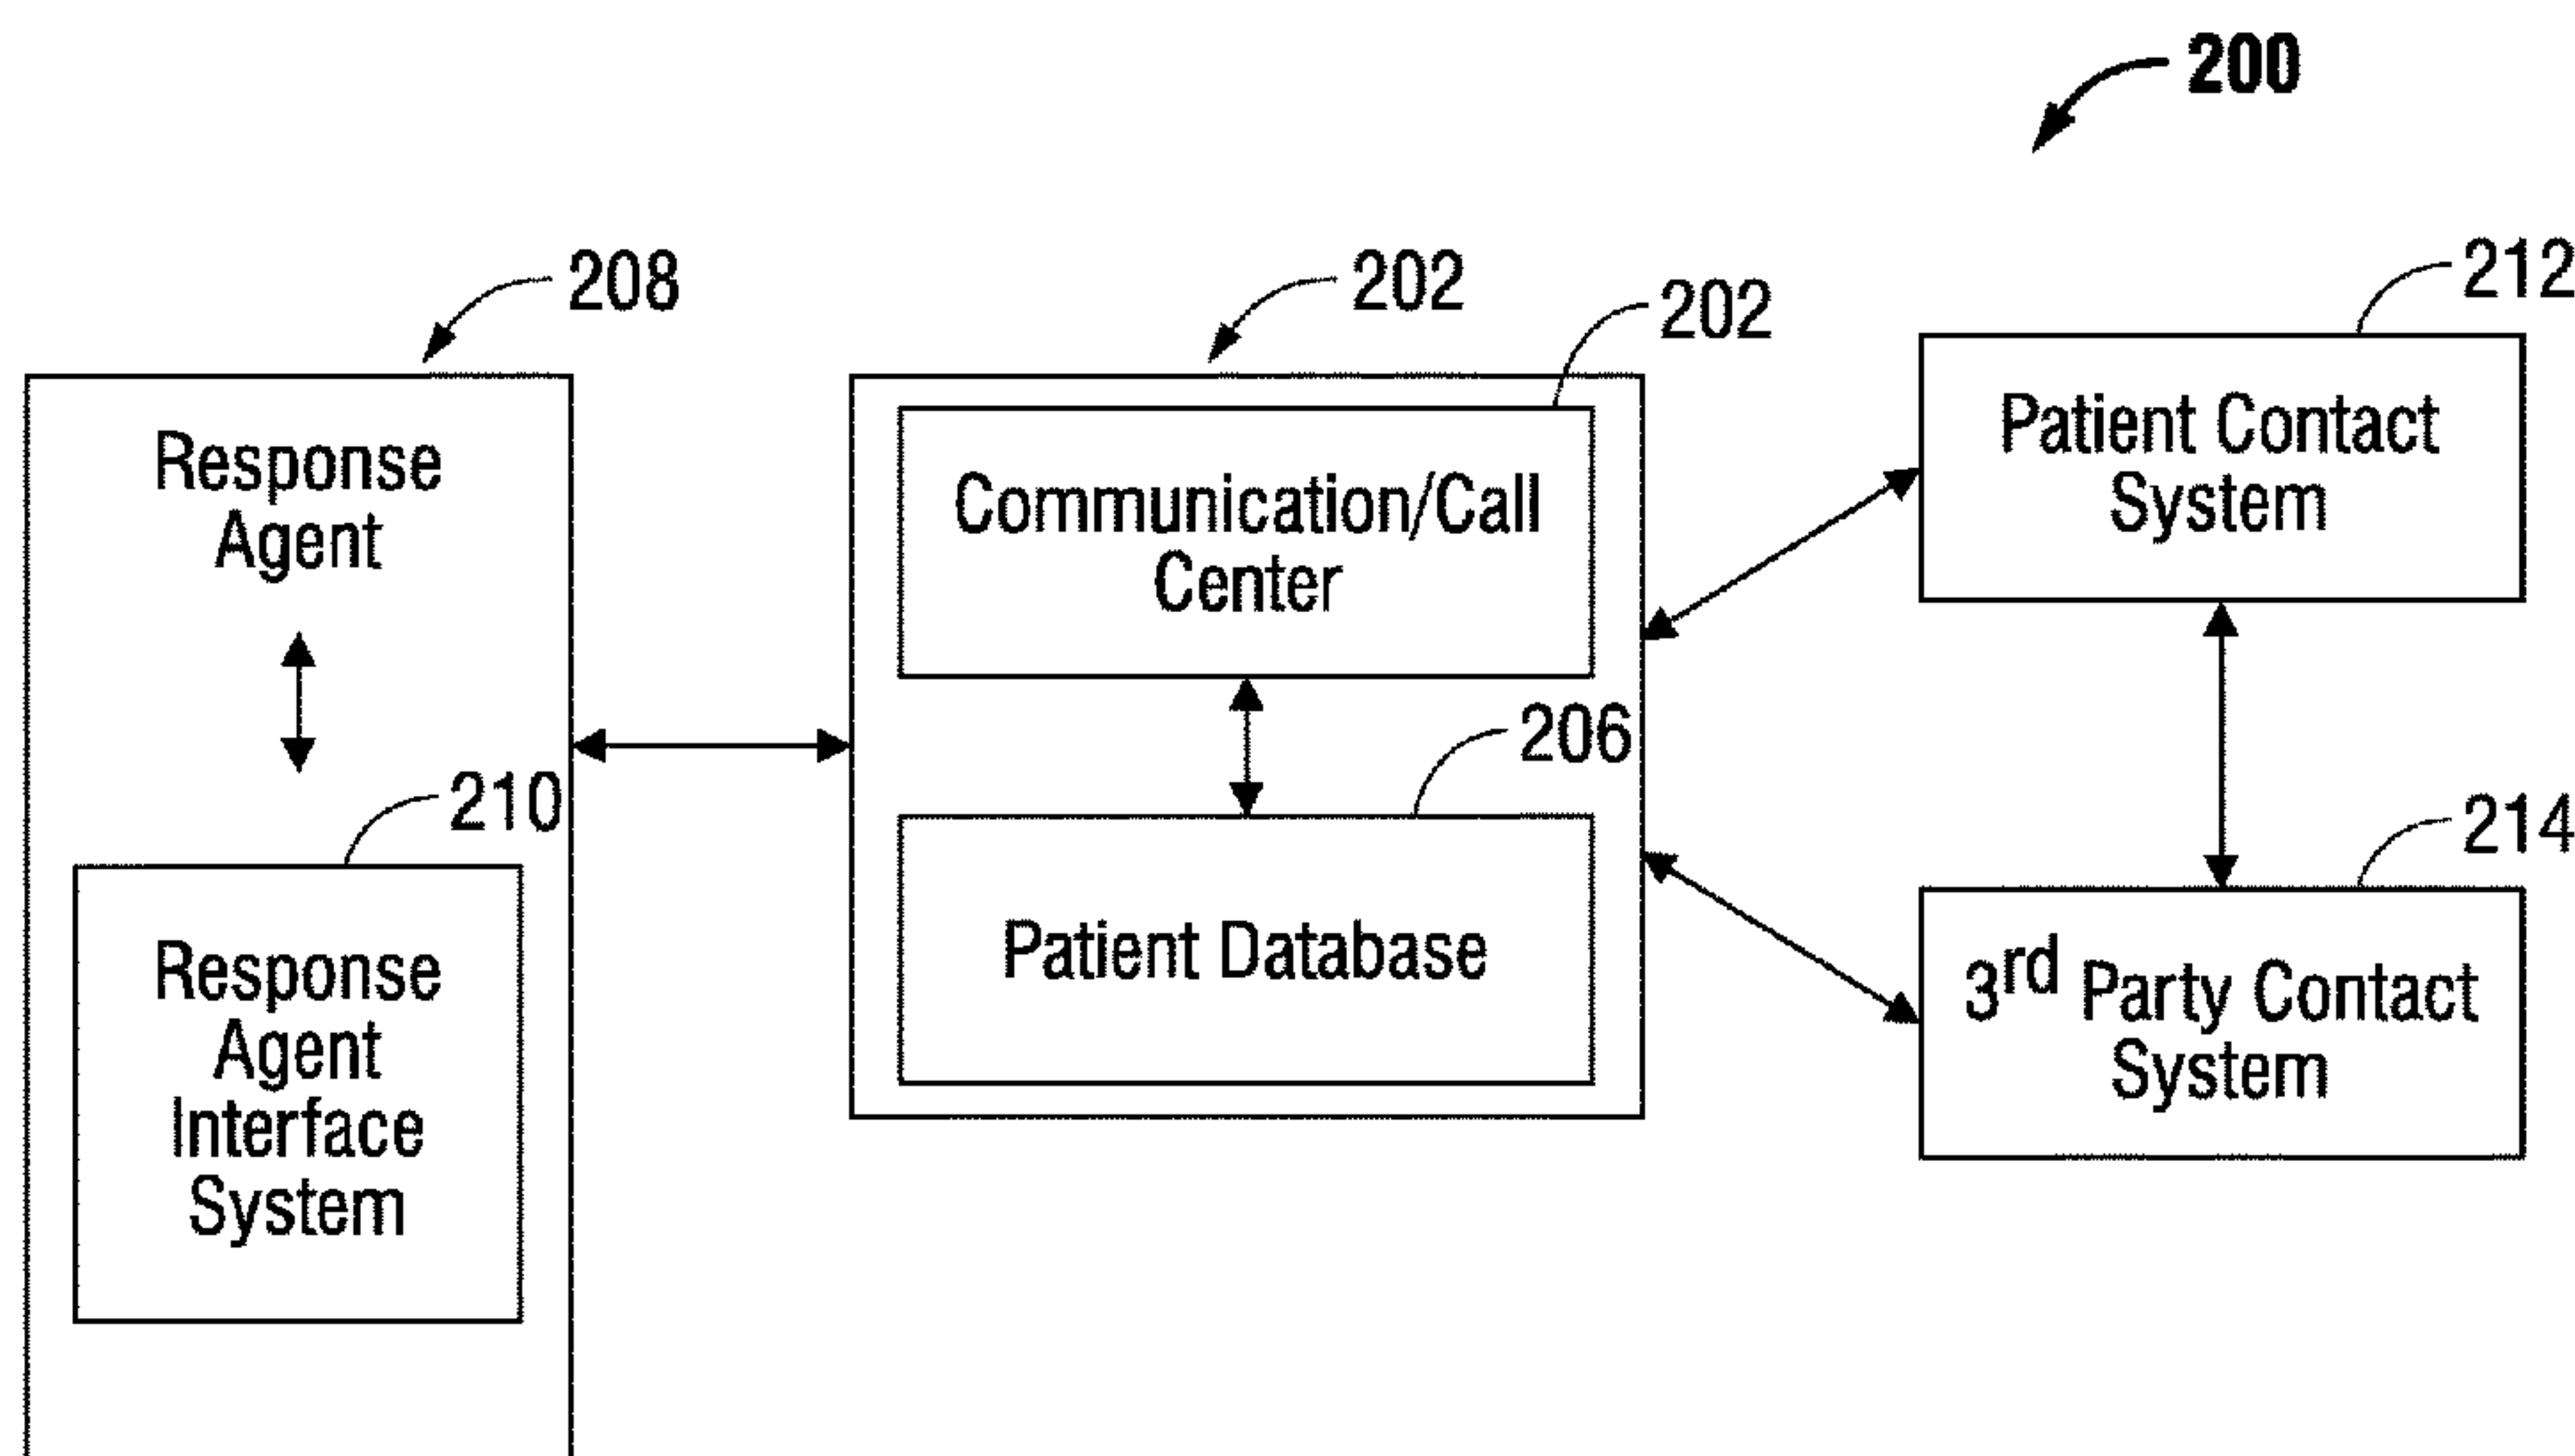 200
208
202
202
212
Response
Agent
Communication/Call
Center
Patient Contact
System
206
210
214
Response
Agent
Interface
System
Patient Database
3rd Party Contact
System